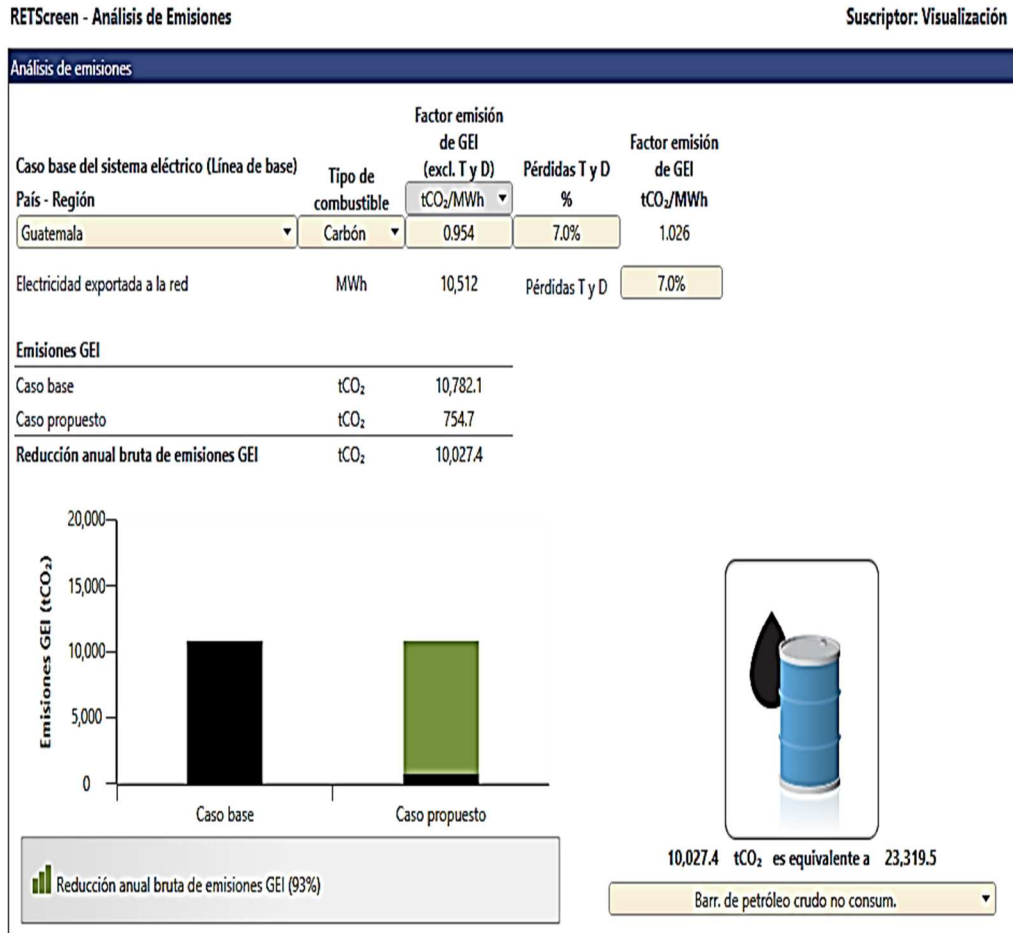 RETScreen - Análisis de Emisiones Suscriptor: Visualización
Análisis de emisiones
Factor emisión
de GEI Factor emisión
Caso base del sistema eléctrico (Línea de base) Tipo de (excl. T y D) Pérdidas T y D de GEI
País - Región combustible tCO₂/MWh % tCO₂/MWh
Guatemala Carbón 0.954 7.0% 1.026
Electricidad exportada a la red MWh 10,512 Pérdidas T y D 7.0%
Emisiones GEI
Caso base tCO₂ 10,782.1
Caso propuesto tCO₂ 754.7
Reducción anual bruta de emisiones GEI tCO₂ 10,027.4
20,000
15,000
10,000
5,000
0
Emisiones GEI (tCO₂)
Caso base Caso propuesto
Reducción anual bruta de emisiones GEI (93%)
10,027.4 tCO₂ es equivalente a 23,319.5
Barr. de petróleo crudo no consum.